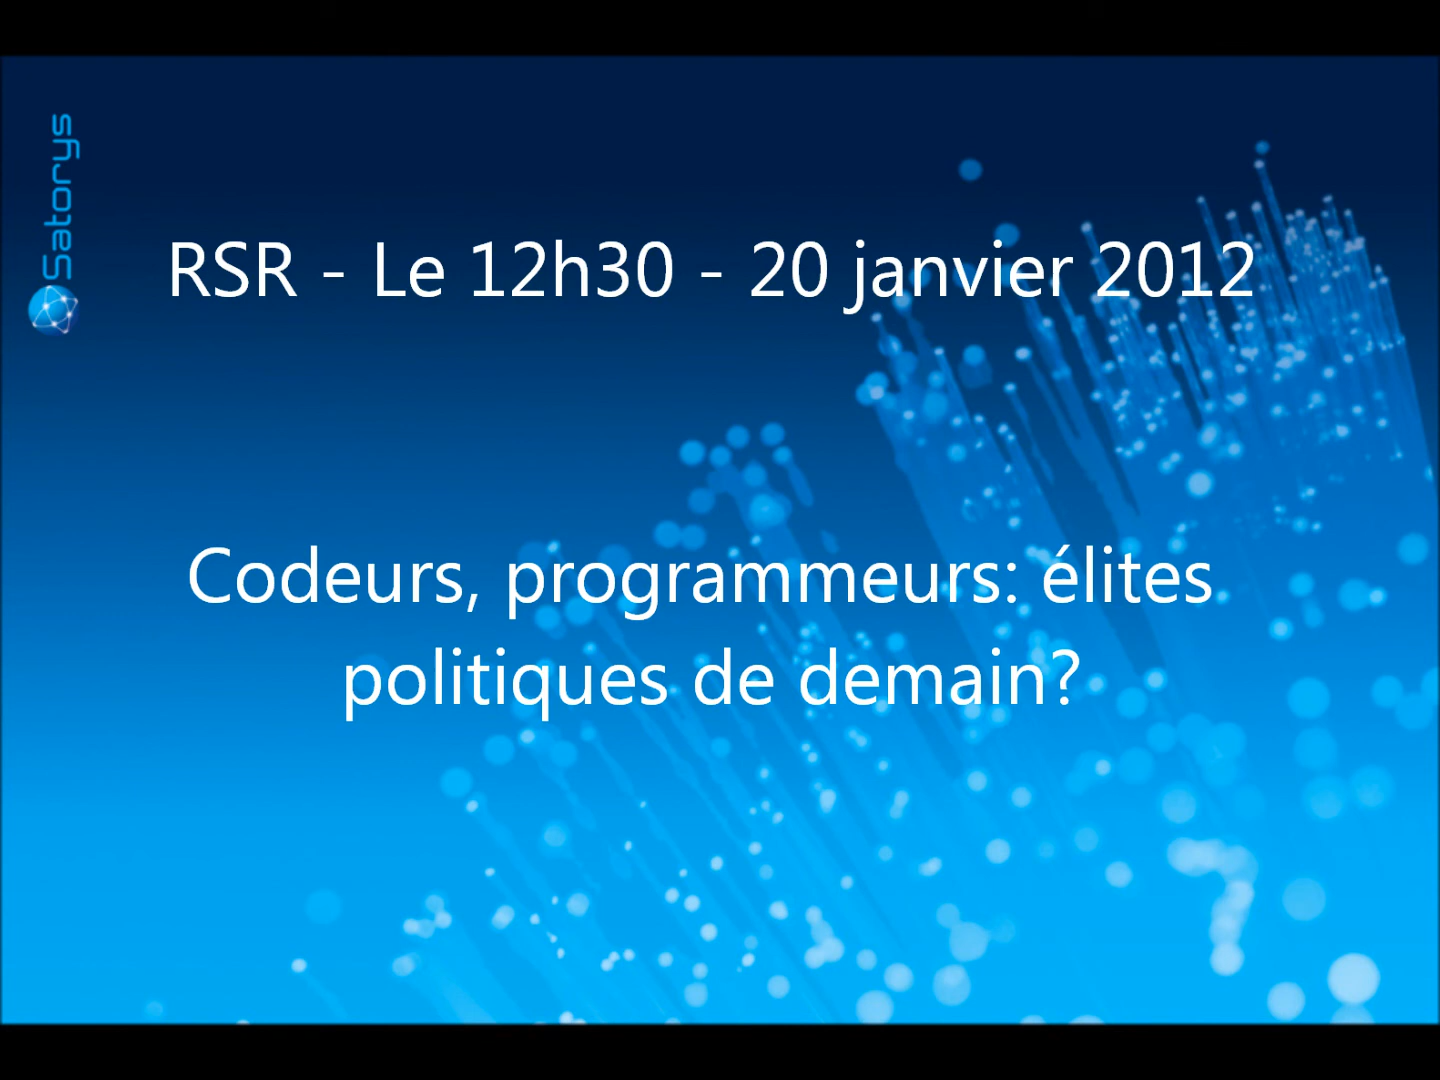 Satorys
RSR - Le 12h30 - 20 janvier 2012
Codeurs, programmeurs: élites
politiques de demain?